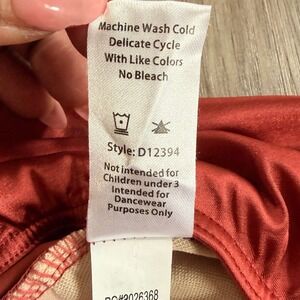 Machine Wash Cold
Delicate Cycle
With Like Colors
No Bleach
Style: D12394
Not intended for
Children under 3
Intended for
Dancewear
Purposes Only